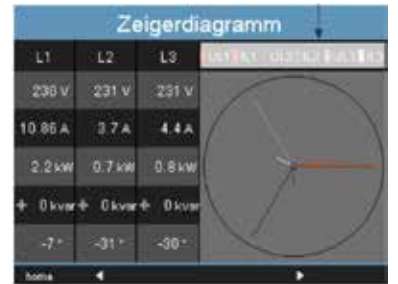 Zeigerdiagramm
L1 L2 L3
230 V 231 V 231 V
10.86 A 3.7 A 4.4 A
2.2 kW 0.7 kW 0.8 kW
+ 0 kvar + 0 kvar + 0 kvar
-7 ° -31 ° -30 °
home